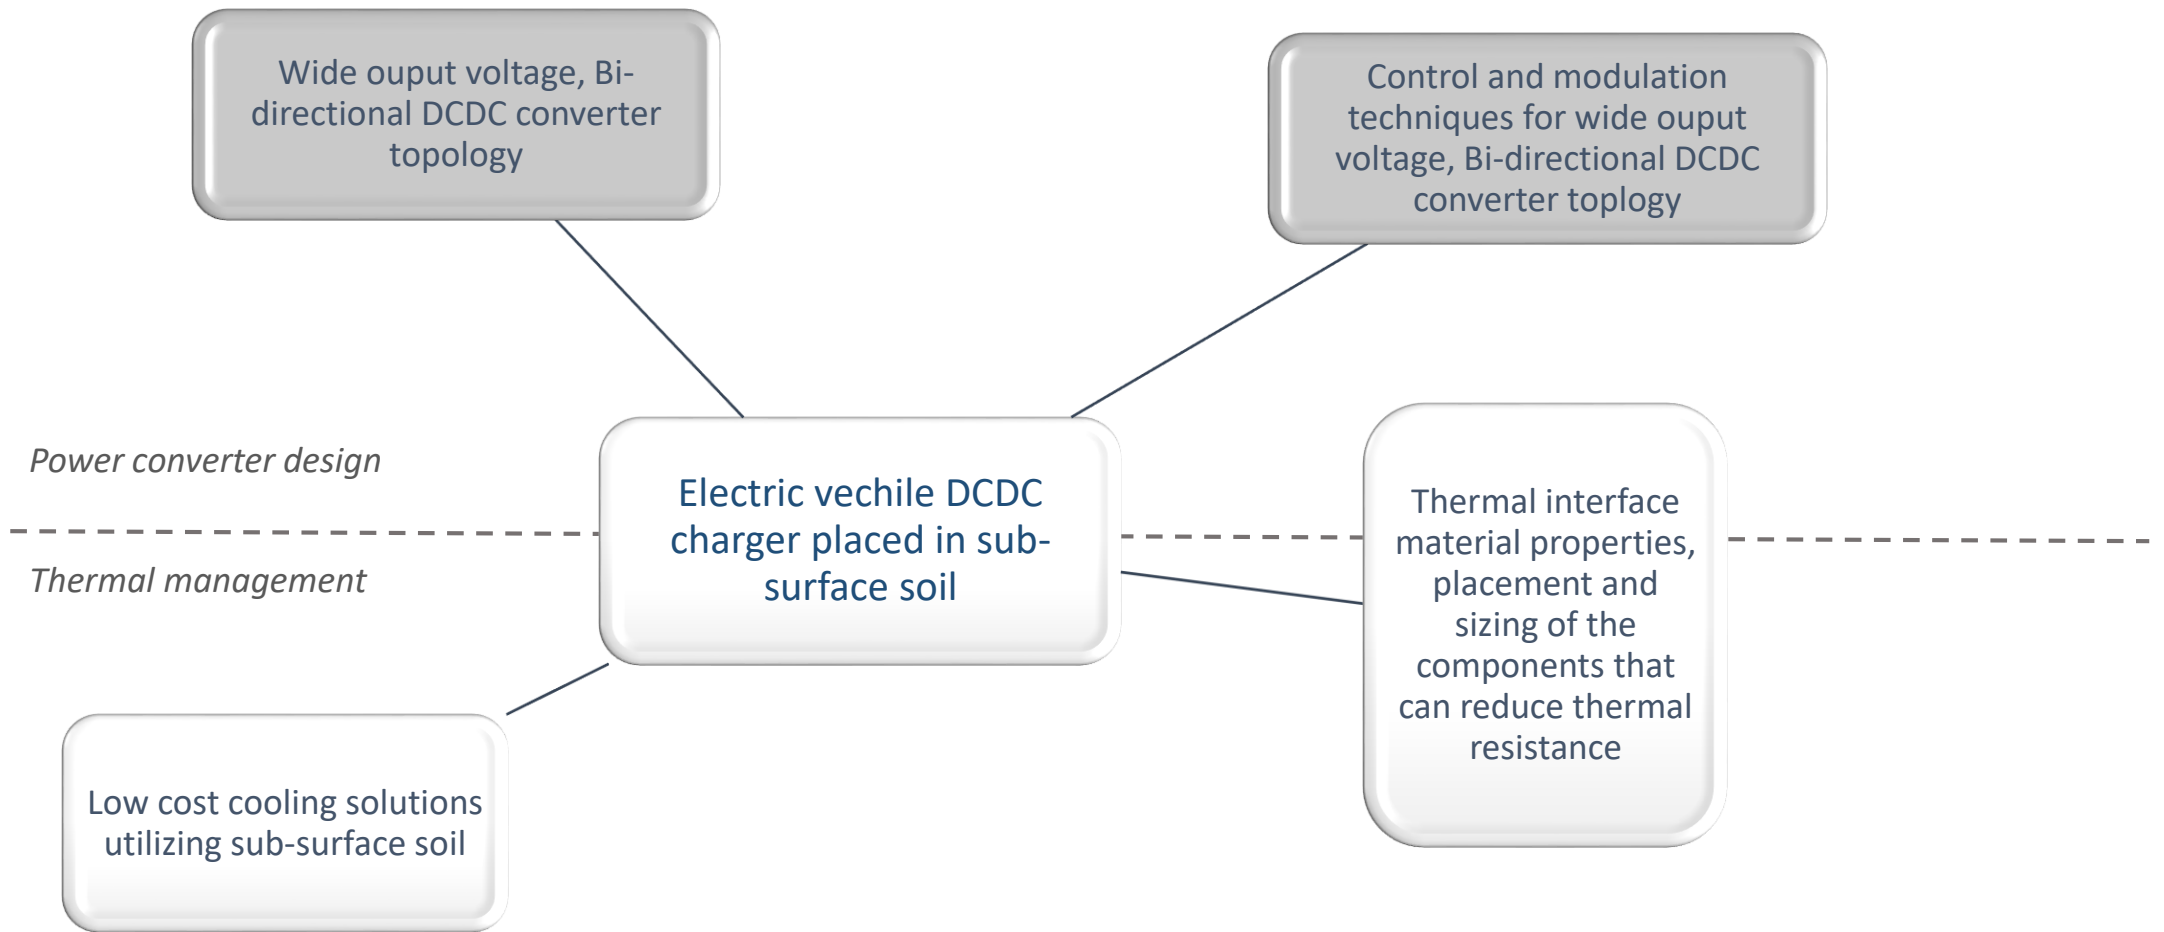 Wide ouput voltage, Bi-
directional DCDC converter
topology
Control and modulation
techniques for wide ouput
voltage, Bi-directional DCDC
converter toplogy
Power converter design
Electric vechile DCDC
charger placed in sub-
surface soil
Thermal interface
material properties,
placement and
sizing of the
components that
can reduce thermal
resistance
Thermal management
Low cost cooling solutions
utilizing sub-surface soil